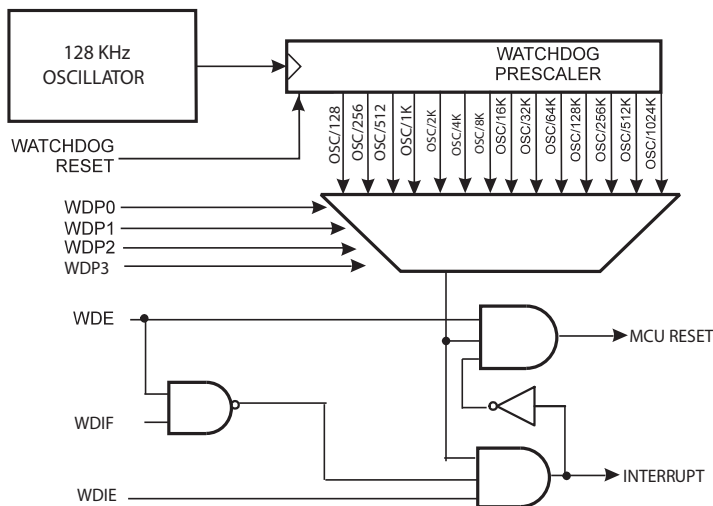 128 KHz
OSCILLATOR
WATCHDOG
PRESCALER
WATCHDOG
RESET
OSC/128
OSC/256
OSC/512
OSC/1K
OSC/2K
OSC/4K
OSC/8K
OSC/16K
OSC/32K
OSC/64K
OSC/128K
OSC/256K
OSC/512K
OSC/1024K
WDP0
WDP1
WDP2
WDP3
WDE
MCU RESET
WDIF
INTERRUPT
WDIE